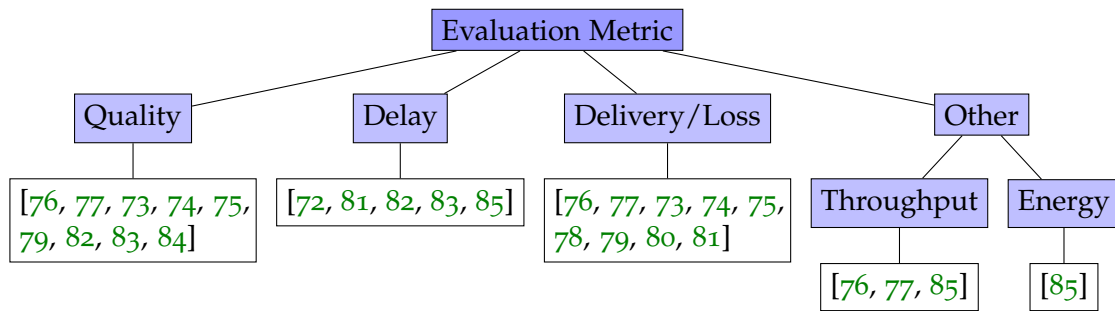 Evaluation Metric
Quality
Delay
Delivery/Loss
Other
[76, 77, 73, 74, 75,
79, 82, 83, 84]
[72, 81, 82, 83, 85]
[76, 77, 73, 74, 75,
78, 79, 80, 81]
Throughput
Energy
[76, 77, 85]
[85]